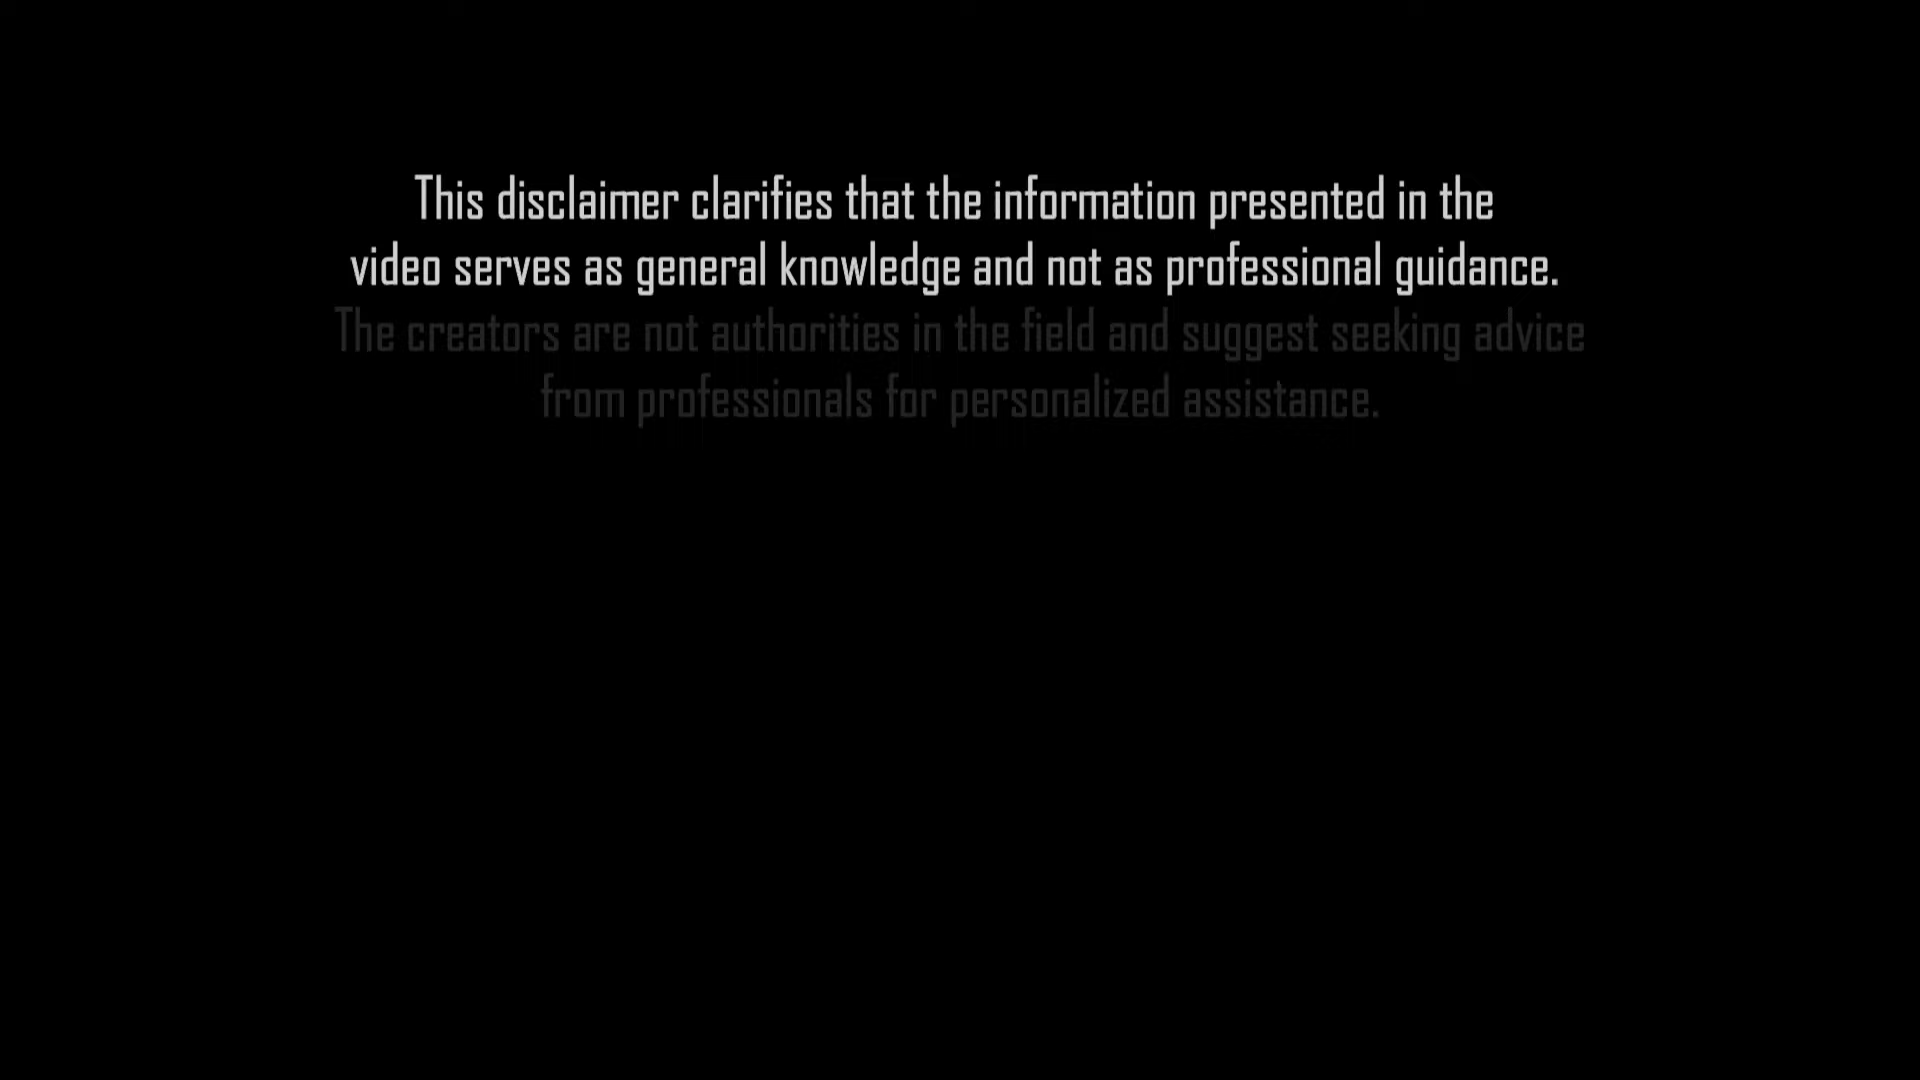 This disclaimer clarifies that the information presented in the
video serves as general knowledge and not as professional guidance.
The creators are not authorities in the field and suggest seeking advice
from professionals for personalized assistance.